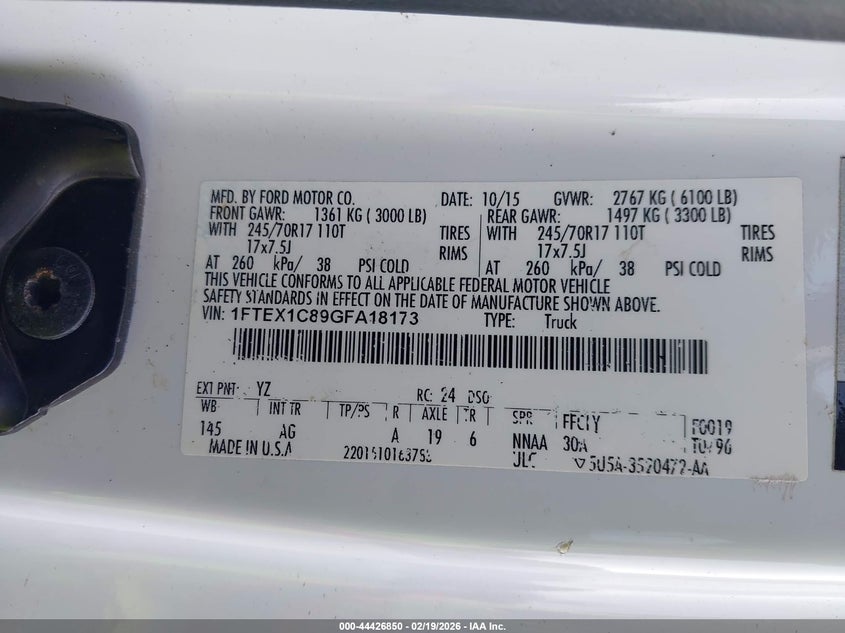 MFD. BY FORD MOTOR CO. DATE: 10/15 GVWR: 2767 KG ( 6100 LB)
FRONT GAWR: 1361 KG ( 3000 LB) REAR GAWR: 1497 KG ( 3300 LB)
WITH 245/70R17 110T TIRES WITH 245/70R17 110T TIRES
17x7.5J RIMS 17x7.5J RIMS
AT 260 kPa/ 38 PSI COLD AT 260 kPa/ 38 PSI COLD
THIS VEHICLE CONFORMS TO ALL APPLICABLE FEDERAL MOTOR VEHICLE
SAFETY STANDARDS IN EFFECT ON THE DATE OF MANUFACTURE SHOWN ABOVE.
VIN: 1FTEX1C89GFA18173 TYPE: Truck
EXT PNT: YZ RC: 24 DSO:
WB INT TR TP/PS R AXLE TR SPR
145 AG A 19 6 NNAA 30A
MADE IN U.S.A
000-44426850 | 02/19/2026 – IAA Inc.